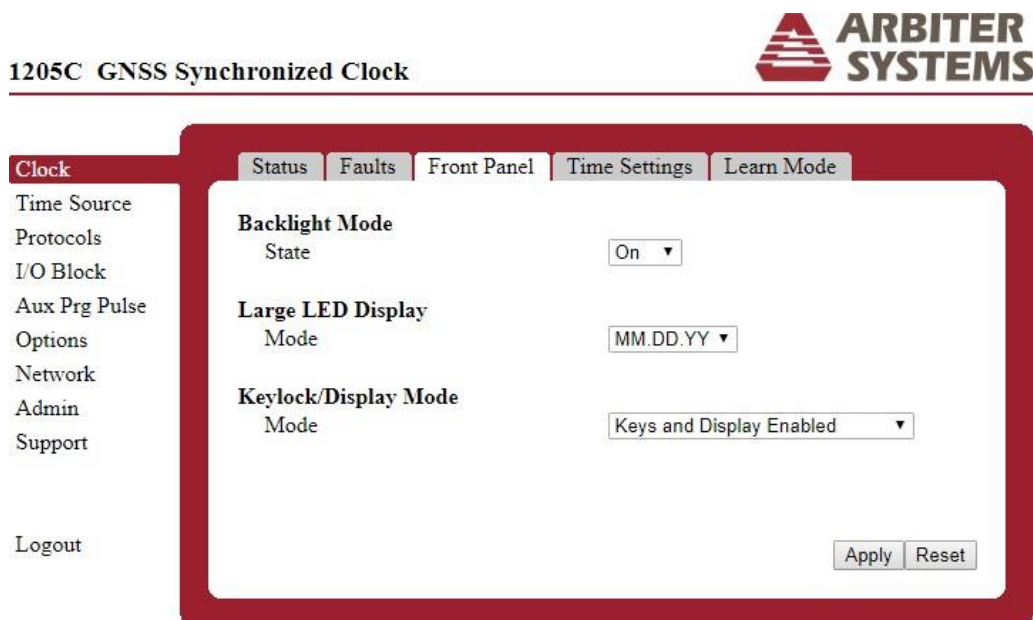 ARBITER
SYSTEMS
1205C GNSS Synchronized Clock
Clock
Time Source
Protocols
I/O Block
Aux Prg Pulse
Options
Network
Admin
Support
Logout
Status Faults Front Panel Time Settings Learn Mode
Backlight Mode
State On
Large LED Display
Mode MM.DD.YY
Keylock/Display Mode
Mode Keys and Display Enabled
Apply Reset